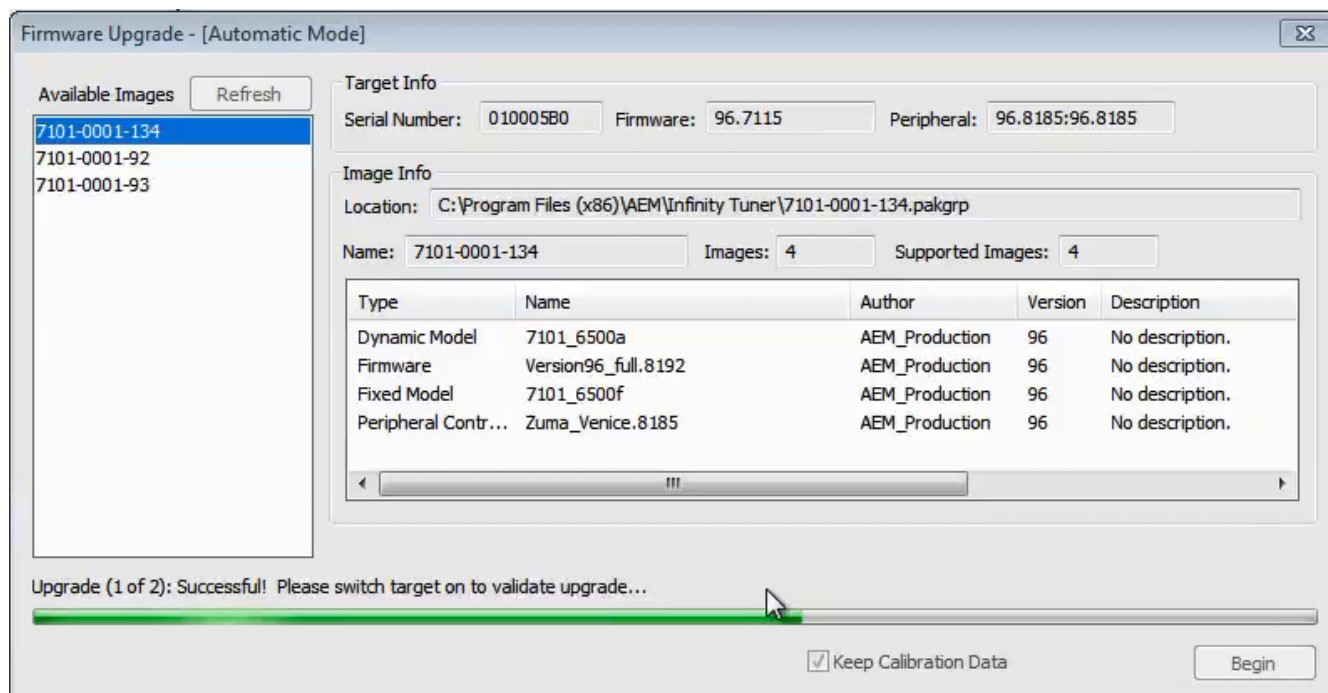 Firmware Upgrade - [Automatic Mode]
Available Images Refresh
7101-0001-134
7101-0001-92
7101-0001-93
Target Info
Serial Number: 010005B0 Firmware: 96.7115 Peripheral: 96.8185:96.8185
Image Info
Location: C:\Program Files (x86)\AEM\Infinity Tuner\7101-0001-134.pakgrp
Name: 7101-0001-134 Images: 4 Supported Images: 4
Type Name Author Version Description
Dynamic Model 7101_6500a AEM_Production 96 No description.
Firmware Version96_full.8192 AEM_Production 96 No description.
Fixed Model 7101_6500f AEM_Production 96 No description.
Peripheral Contr... Zuma_Venice.8185 AEM_Production 96 No description.
Upgrade (1 of 2): Successful! Please switch target on to validate upgrade...
Keep Calibration Data Begin